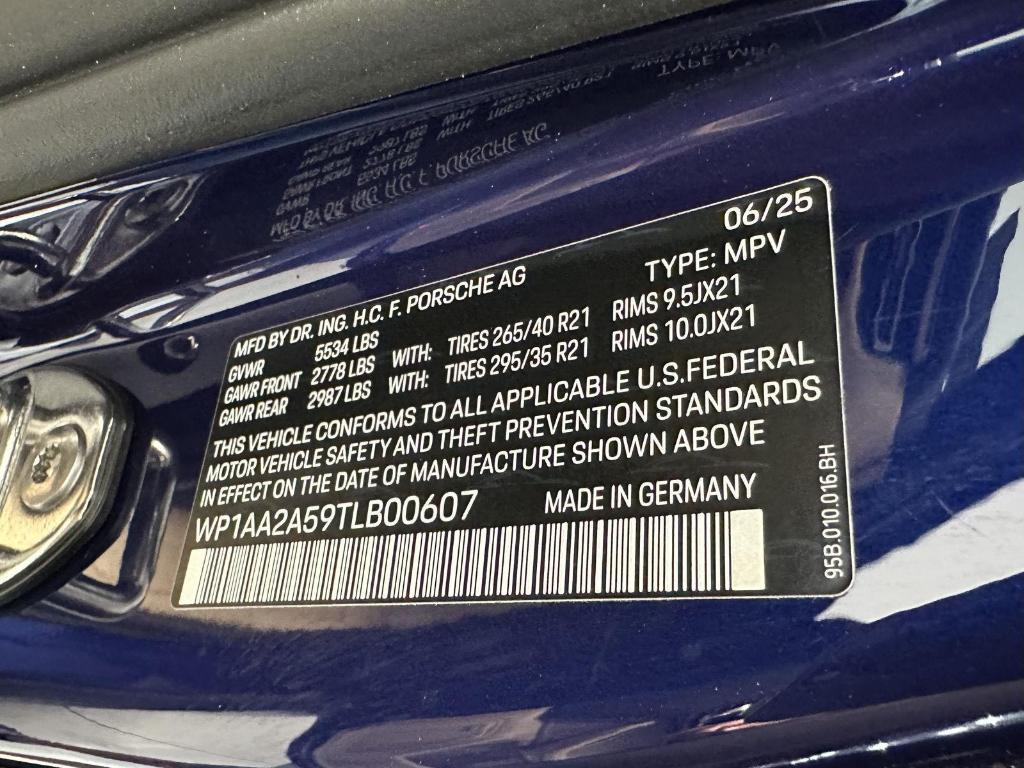 06/25
MFD BY DR. ING. H.C. F. PORSCHE AG TYPE: MPV
GVWR 5534 LBS
GAWR FRONT 2778 LBS WITH: TIRES 265/40 R21 RIMS 9.5JX21
GAWR REAR 2987 LBS WITH: TIRES 295/35 R21 RIMS 10.0JX21
THIS VEHICLE CONFORMS TO ALL APPLICABLE U.S.FEDERAL
MOTOR VEHICLE SAFETY AND THEFT PREVENTION STANDARDS
IN EFFECT ON THE DATE OF MANUFACTURE SHOWN ABOVE
WP1AA2A59TLB00607 MADE IN GERMANY
95B.010.016.BH